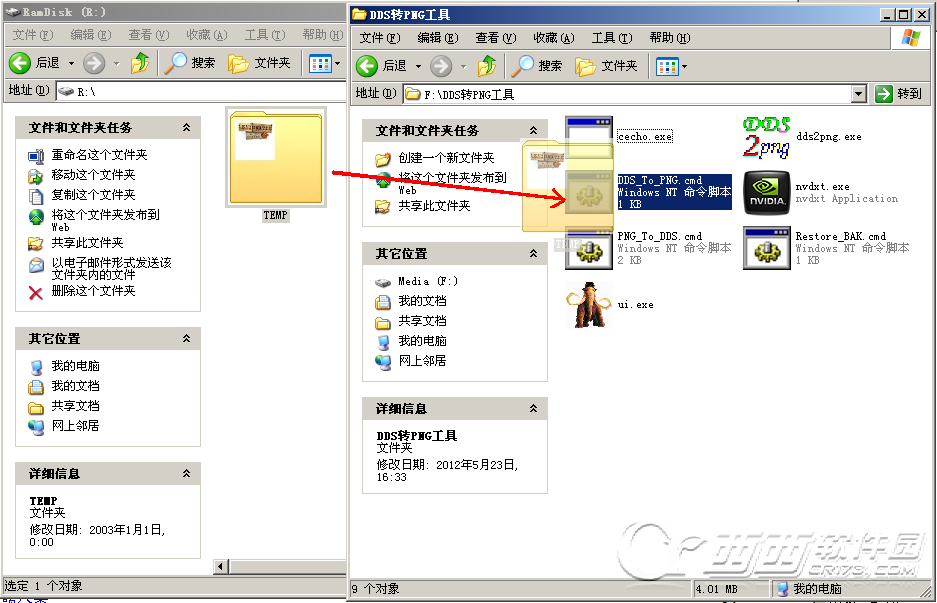 RamDisk (R:)
文件(F) 编辑(E) 查看(V) 收藏(A) 工具(T) 帮助(H)
后退 搜索 文件夹
地址(D) R:\
文件和文件夹任务
重命名这个文件夹
移动这个文件夹
复制这个文件夹
将这个文件夹发布到
Web
共享此文件夹
以电子邮件形式发送该
文件夹内的文件
删除这个文件夹
其它位置
我的电脑
我的文档
共享文档
网上邻居
详细信息
TEMP
文件夹
修改日期: 2003年1月1日,
0:00
TEMP
选定 1 个对象
DDS转PNG工具
文件(F) 编辑(E) 查看(V) 收藏(A) 工具(T) 帮助(H)
后退 搜索 文件夹
地址(D) F:\DDS转PNG工具 转到
文件和文件夹任务
创建一个新文件夹
将这个文件夹发布到
Web
共享此文件夹
其它位置
Media (F:)
我的文档
共享文档
我的电脑
网上邻居
详细信息
DDS转PNG工具
文件夹
修改日期: 2012年5月23日,
16:33
cecho.exe
DDS
2png
dds2png.exe
DDS_To_PNG.cmd
Windows NT 命令脚本
1 KB
NVIDIA
nvdxt.exe
nvdxt Application
TEMP
PNG_To_DDS.cmd
Windows NT 命令脚本
2 KB
Restore_BAK.cmd
Windows NT 命令脚本
1 KB
ui.exe
西西软件园
CR173.COM
9 个对象 4.01 MB 我的电脑